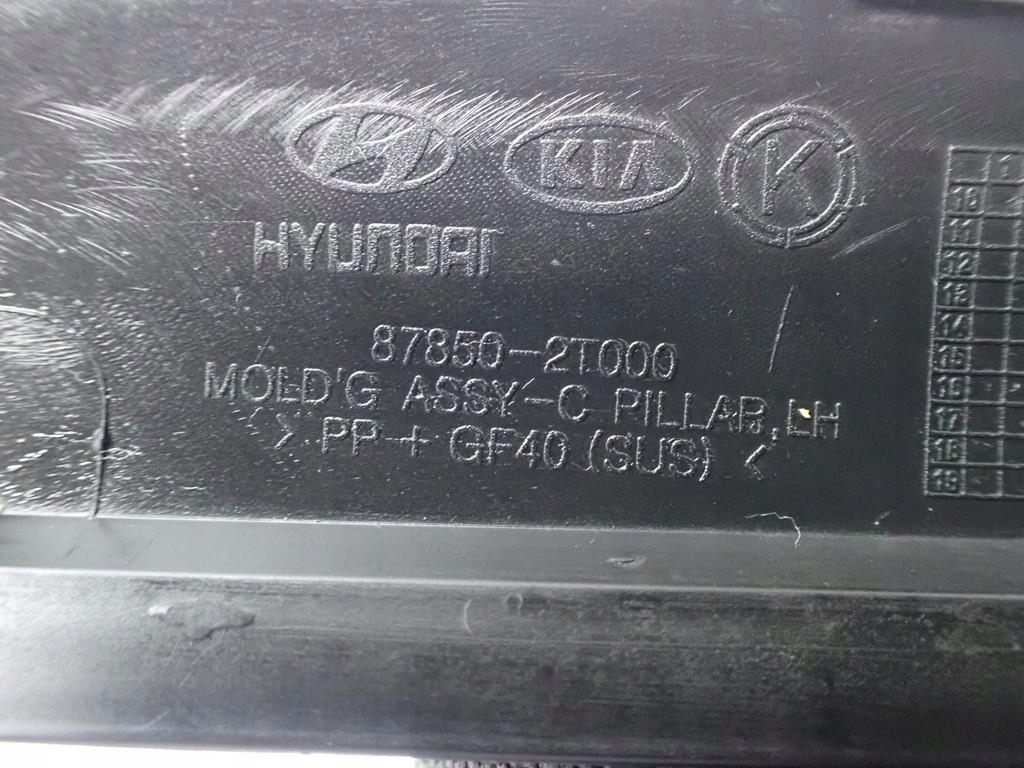 KIA K
HYUNDAI
87850-2T000
MOLD'G ASSY-C PILLAR, LH
> PP + GF40 (SUS) <
1
10
11
12
13
14
15
16
17
18
19